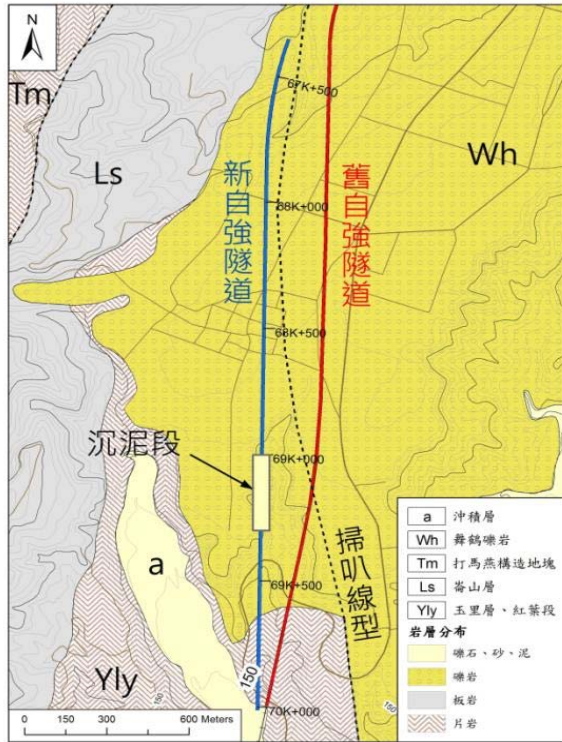 N
Tm
Ls
Wh
67K+500
新自強隧道
舊自強隧道
68K+000
68K+500
沉泥段
69K+000
a
掃叭線型
69K+500
Yly
150
150
70K+000
0 150 300 600 Meters
a 沖積層
Wh 舞鶴礫岩
Tm 打馬燕構造地塊
Ls 崙山層
Yly 玉里層、紅葉段
岩層分布
礫石、砂、泥
礫岩
板岩
片岩
150